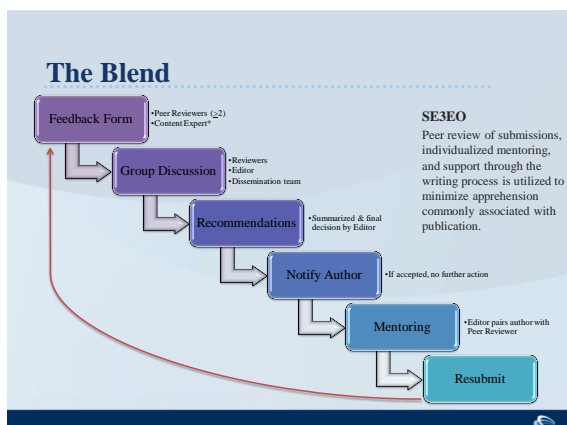 The Blend
Feedback Form
•Peer Reviewers (≥2)
•Content Expert*
Group Discussion
•Reviewers
•Editor
•Dissemination team
Recommendations
•Summarized & final
decision by Editor
Notify Author
•If accepted, no further action
Mentoring
•Editor pairs author with
Peer Reviewer
Resubmit
SE3EO
Peer review of submissions,
individualized mentoring,
and support through the
writing process is utilized to
minimize apprehension
commonly associated with
publication.